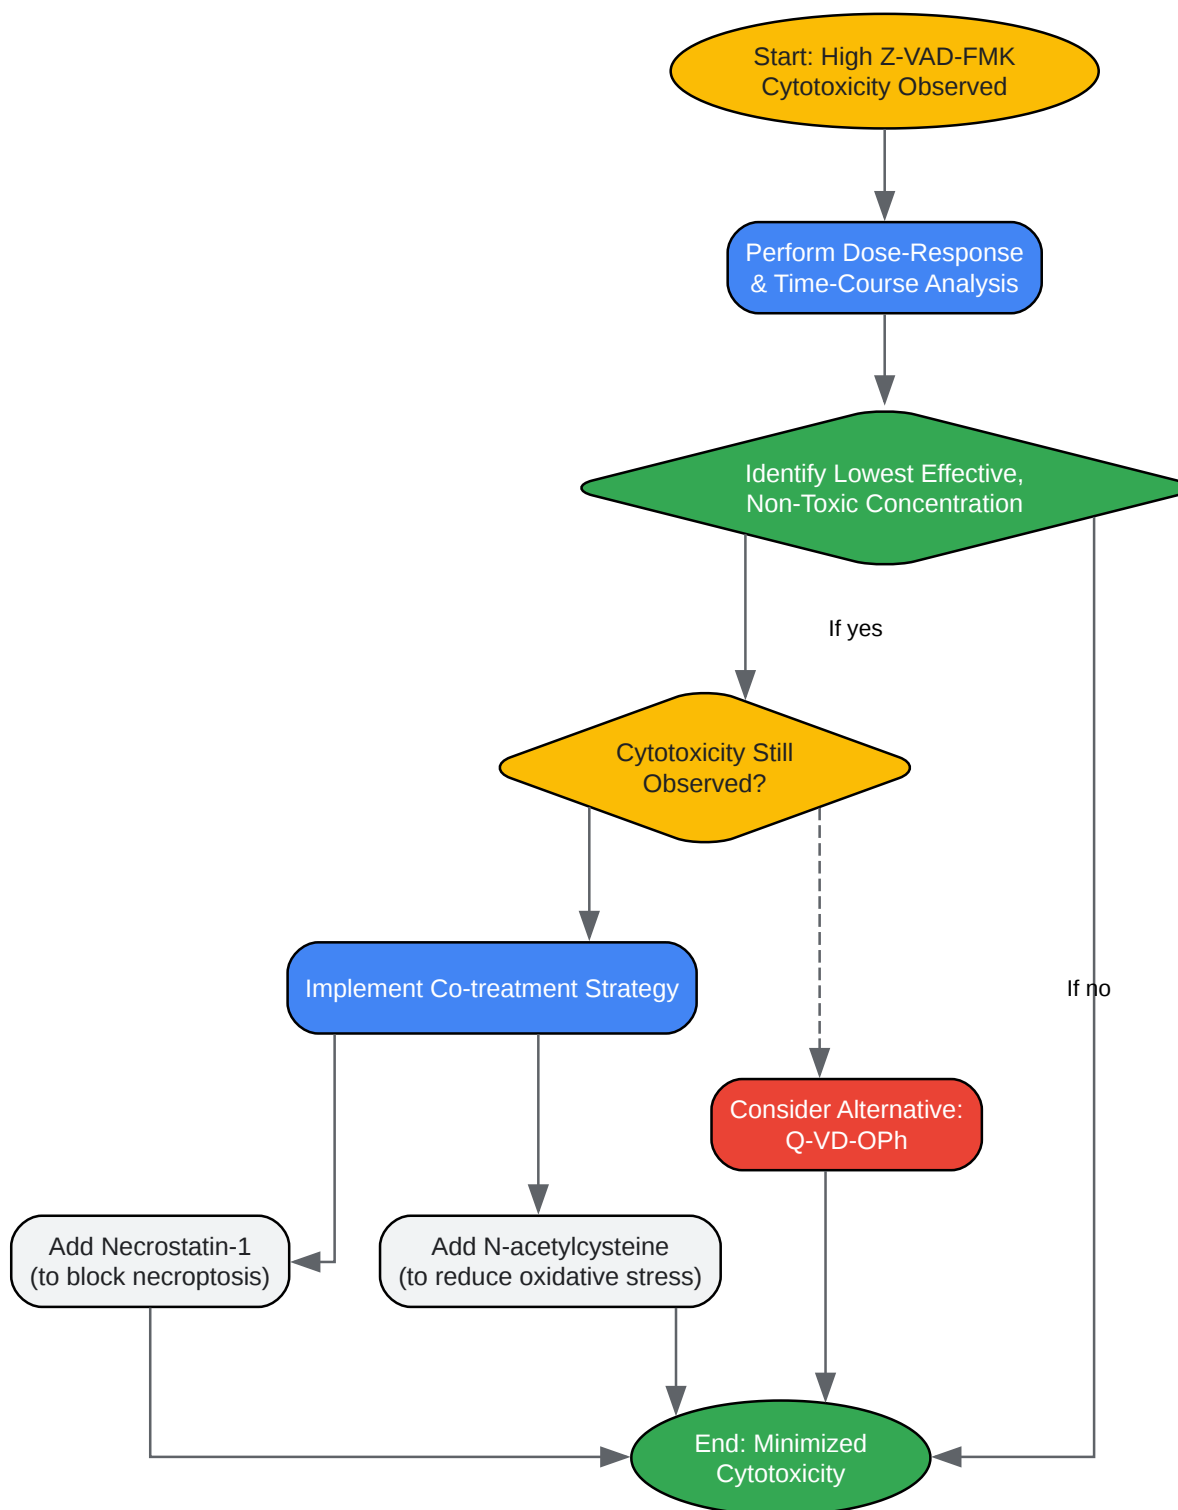 Start: High Z-VAD-FMK
Cytotoxicity Observed
Perform Dose-Response
& Time-Course Analysis
Identify Lowest Effective,
Non-Toxic Concentration
If yes
Cytotoxicity Still
Observed?
Implement Co-treatment Strategy
If no
Consider Alternative:
Q-VD-OPh
Add Necrostatin-1
(to block necroptosis)
Add N-acetylcysteine
(to reduce oxidative stress)
End: Minimized
Cytotoxicity